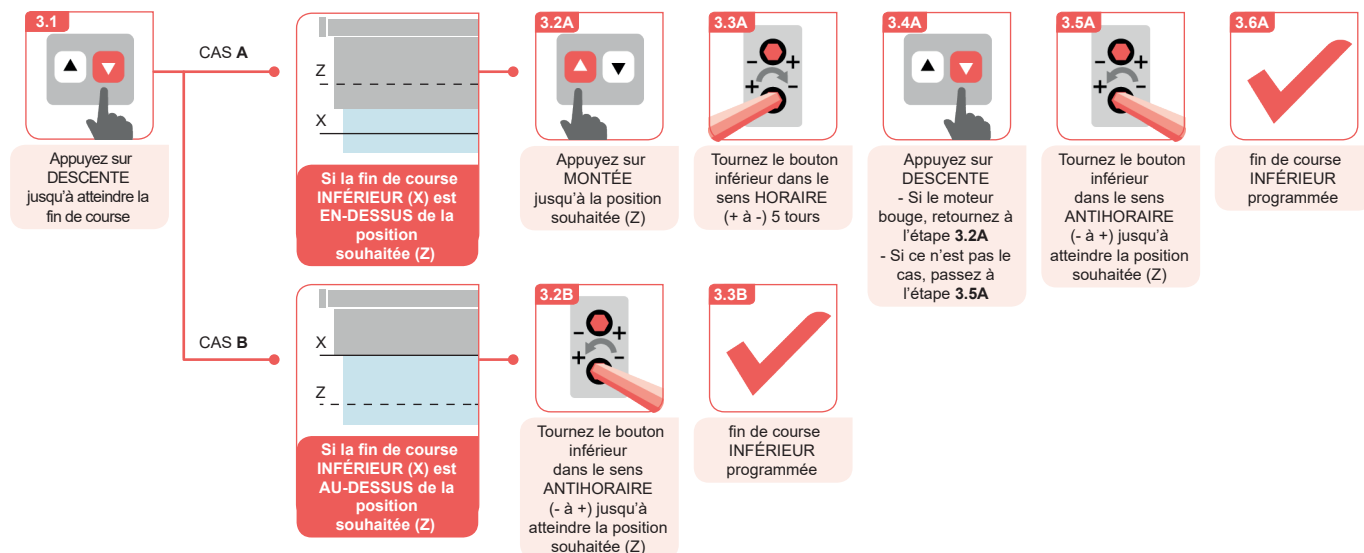 3.1
Appuyez sur
DESCENTE
jusqu'à atteindre la
fin de course
CAS A
Z
X
Si la fin de course
INFÉRIEUR (X) est
EN-DESSUS de la
position
souhaitée (Z)
3.2A
Appuyez sur
MONTÉE
jusqu'à la position
souhaitée (Z)
3.3A
- +
+ -
Tournez le bouton
inférieur dans le
sens HORAIRE
(+ à -) 5 tours
3.4A
Appuyez sur
DESCENTE
- Si le moteur
bouge, retournez à
l'étape 3.2A
- Si ce n'est pas le
cas, passez à
l'étape 3.5A
3.5A
- +
+ -
Tournez le bouton
inférieur
dans le sens
ANTIHORAIRE
(- à +) jusqu'à
atteindre la position
souhaitée (Z)
3.6A
fin de course
INFÉRIEUR
programmée
CAS B
X
Z
Si la fin de course
INFÉRIEUR (X) est
AU-DESSUS de la
position
souhaitée (Z)
3.2B
- +
+ -
Tournez le bouton
inférieur
dans le sens
ANTIHORAIRE
(- à +) jusqu'à
atteindre la position
souhaitée (Z)
3.3B
fin de course
INFÉRIEUR
programmée